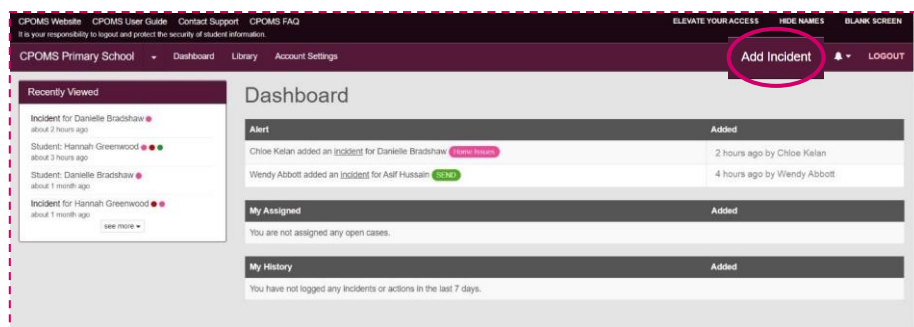 CPOMS Website CPOMS User Guide Contact Support CPOMS FAQ ELEVATE YOUR ACCESS HIDE NAMES BLANK SCREEN
It is your responsibility to logout and protect the security of student information.
CPOMS Primary School Dashboard Library Account Settings Add Incident LOGOUT
Recently Viewed
Incident for Danielle Bradshaw
about 2 hours ago
Student: Hannah Greenwood
about 3 hours ago
Student: Danielle Bradshaw
about 1 month ago
Incident for Hannah Greenwood
about 1 month ago
see more
Dashboard
Alert Added
Chloe Kelan added an incident for Danielle Bradshaw Home Issues 2 hours ago by Chloe Kelan
Wendy Abbott added an incident for Asif Hussain SEND 4 hours ago by Wendy Abbott
My Assigned Added
You are not assigned any open cases.
My History Added
You have not logged any incidents or actions in the last 7 days.